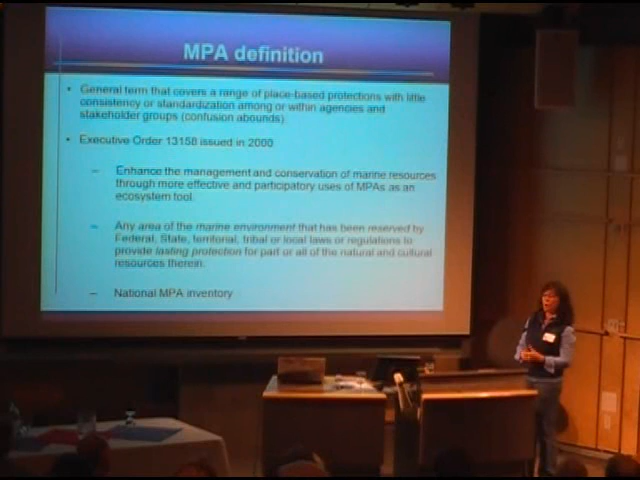 MPA definition
• General term that covers a range of place-based protections with little
consistency or standardization among or within agencies and
stakeholder groups (confusion abounds)
• Executive Order 13158 issued in 2000
– Enhance the management and conservation of marine resources
through more effective and participatory uses of MPAs as an
ecosystem tool.
– Any area of the marine environment that has been reserved by
Federal, State, territorial, tribal or local laws or regulations to
provide lasting protection for part or all of the natural and cultural
resources therein.
– National MPA inventory